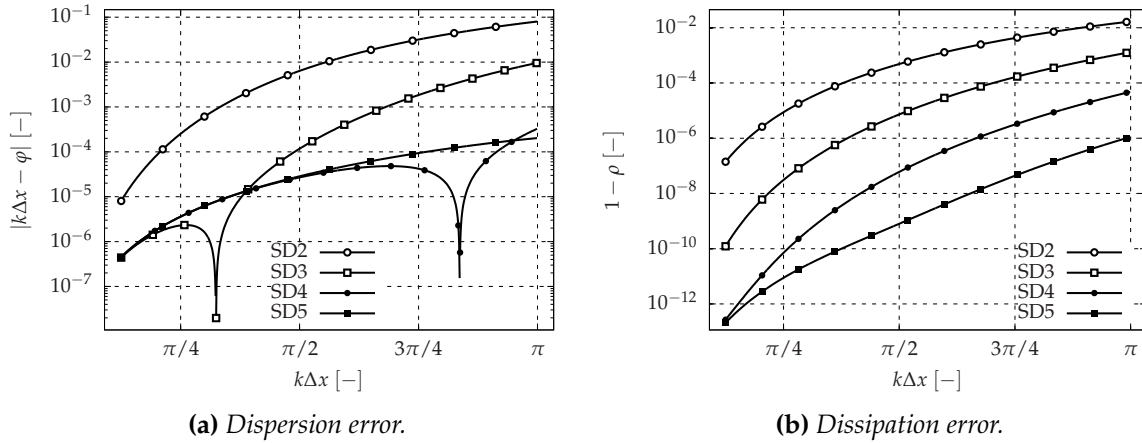 10⁻¹
10⁻²
10⁻³
10⁻⁴
10⁻⁵
10⁻⁶
10⁻⁷
|kΔx − φ| [−]
SD2
SD3
SD4
SD5
π/4 π/2 3π/4 π
kΔx [−]
(a) Dispersion error.
10⁻²
10⁻⁴
10⁻⁶
10⁻⁸
10⁻¹⁰
10⁻¹²
1 − ρ [−]
SD2
SD3
SD4
SD5
π/4 π/2 3π/4 π
kΔx [−]
(b) Dissipation error.